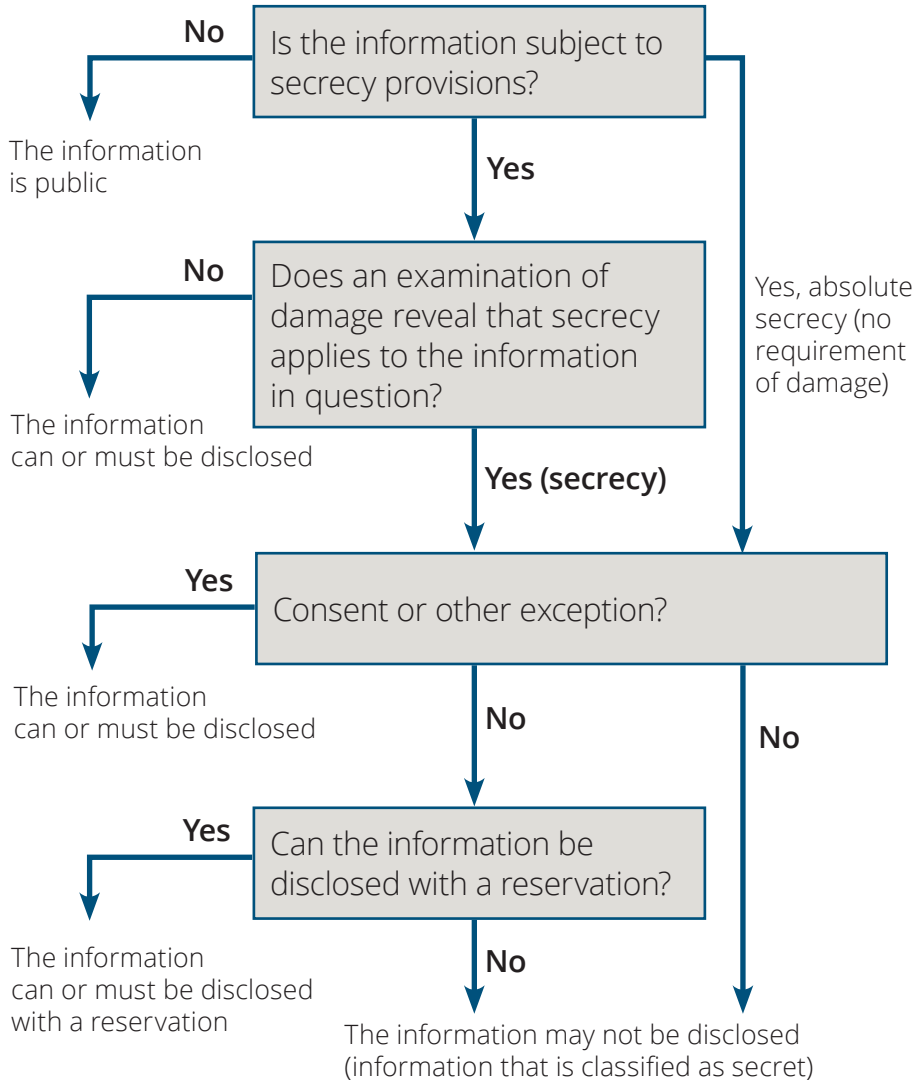 No
Is the information subject to
secrecy provisions?
The information
is public
Yes
No
Does an examination of
damage reveal that secrecy
applies to the information
in question?
Yes, absolute
secrecy (no
requirement
of damage)
The information
can or must be disclosed
Yes (secrecy)
Yes
Consent or other exception?
The information
can or must be disclosed
No
No
Yes
Can the information be
disclosed with a reservation?
The information
can or must be disclosed
with a reservation
No
The information may not be disclosed
(information that is classified as secret)